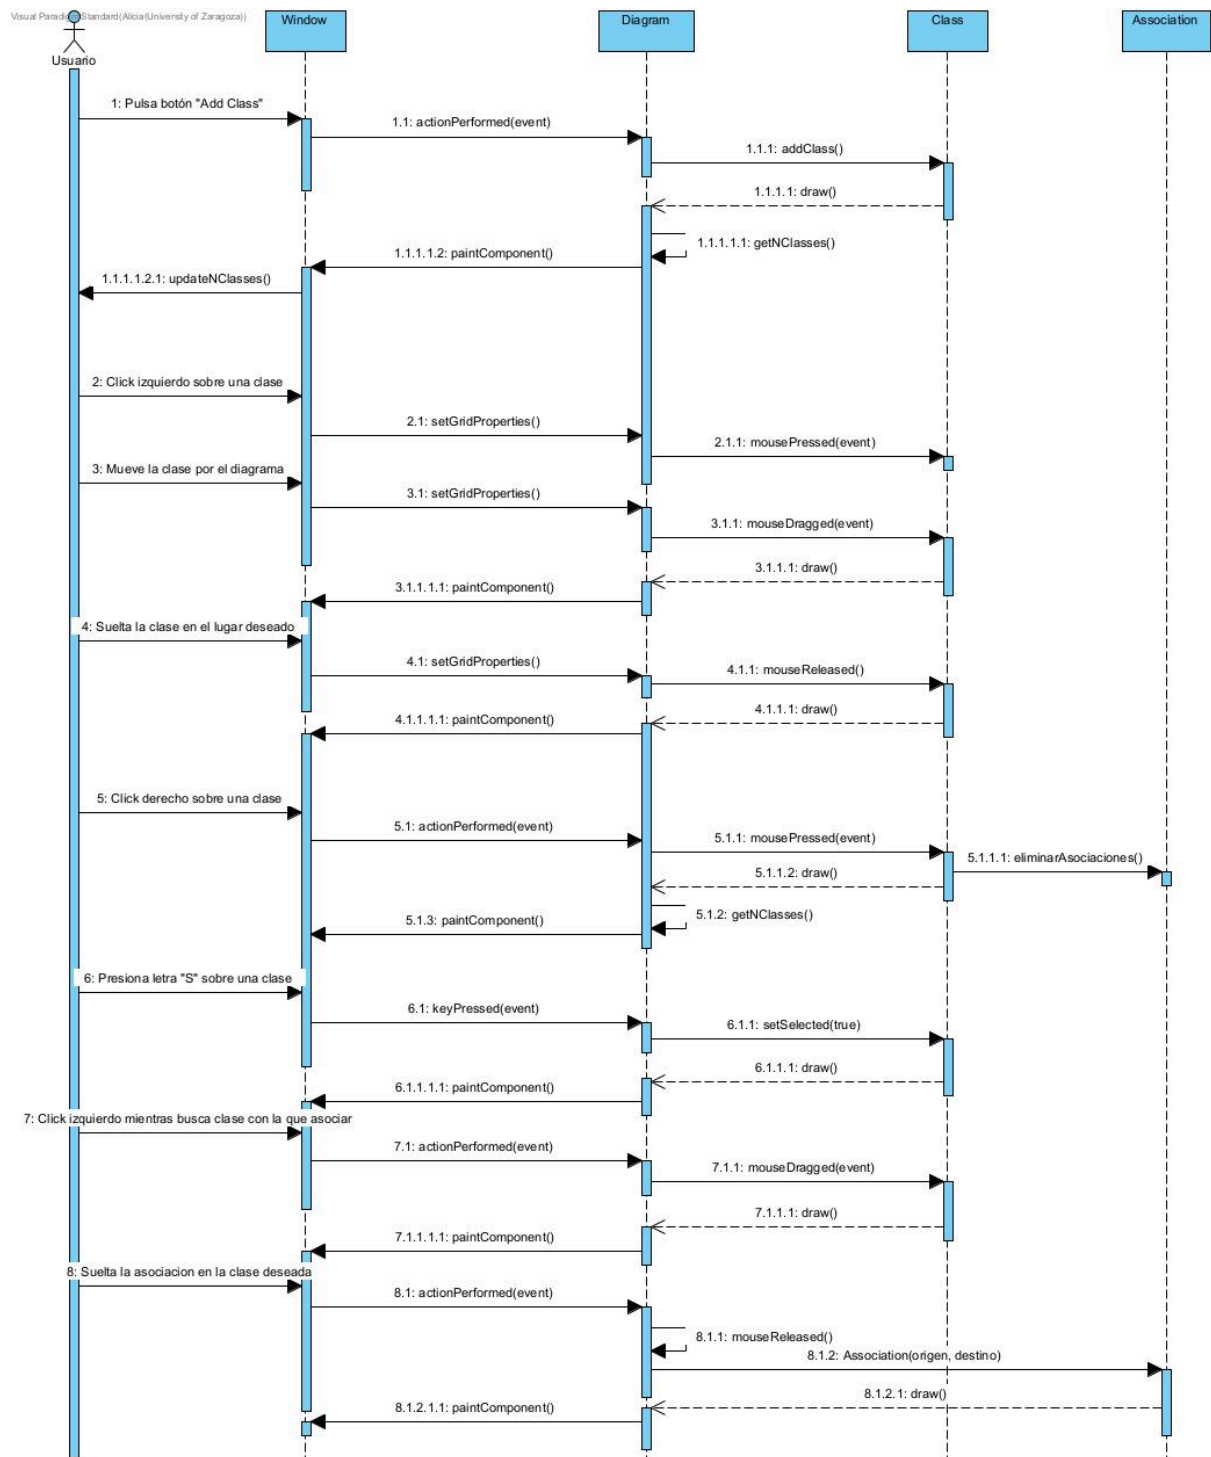 Visual Paradigm Standard(Alicia(University of Zaragoza))
Usuario
Window
Diagram
Class
Association
1: Pulsa botón "Add Class"
1.1: actionPerformed(event)
1.1.1: addClass()
1.1.1.1: draw()
1.1.1.1.1: getNClasses()
1.1.1.1.2: paintComponent()
1.1.1.1.2.1: updateNClasses()
2: Click izquierdo sobre una clase
2.1: setGridProperties()
2.1.1: mousePressed(event)
3: Mueve la clase por el diagrama
3.1: setGridProperties()
3.1.1: mouseDragged(event)
3.1.1.1: draw()
3.1.1.1.1: paintComponent()
4: Suelta la clase en el lugar deseado
4.1: setGridProperties()
4.1.1: mouseReleased()
4.1.1.1: draw()
4.1.1.1.1: paintComponent()
5: Click derecho sobre una clase
5.1: actionPerformed(event)
5.1.1: mousePressed(event)
5.1.1.1: eliminarAsociaciones()
5.1.1.2: draw()
5.1.2: getNClasses()
5.1.3: paintComponent()
6: Presiona letra "S" sobre una clase
6.1: keyPressed(event)
6.1.1: setSelected(true)
6.1.1.1: draw()
6.1.1.1.1: paintComponent()
7: Click izquierdo mientras busca clase con la que asociar
7.1: actionPerformed(event)
7.1.1: mouseDragged(event)
7.1.1.1: draw()
7.1.1.1.1: paintComponent()
8: Suelta la asociacion en la clase deseada
8.1: actionPerformed(event)
8.1.1: mouseReleased()
8.1.2: Association(origen, destino)
8.1.2.1: draw()
8.1.2.1.1: paintComponent()